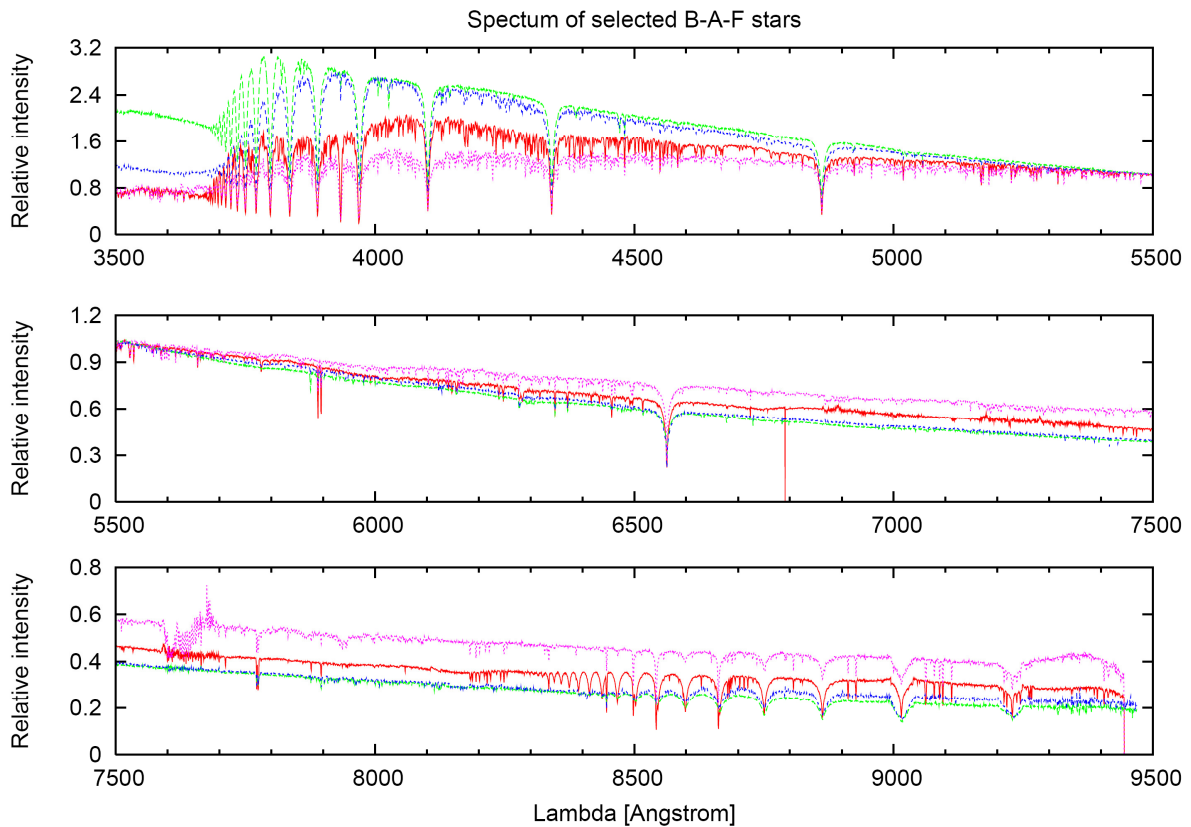 Spectum of selected B-A-F stars
Relative intensity
3.2
2.4
1.6
0.8
0
3500 4000 4500 5000 5500
Relative intensity
1.2
0.9
0.6
0.3
0
5500 6000 6500 7000 7500
Relative intensity
0.8
0.6
0.4
0.2
0
7500 8000 8500 9000 9500
Lambda [Angstrom]